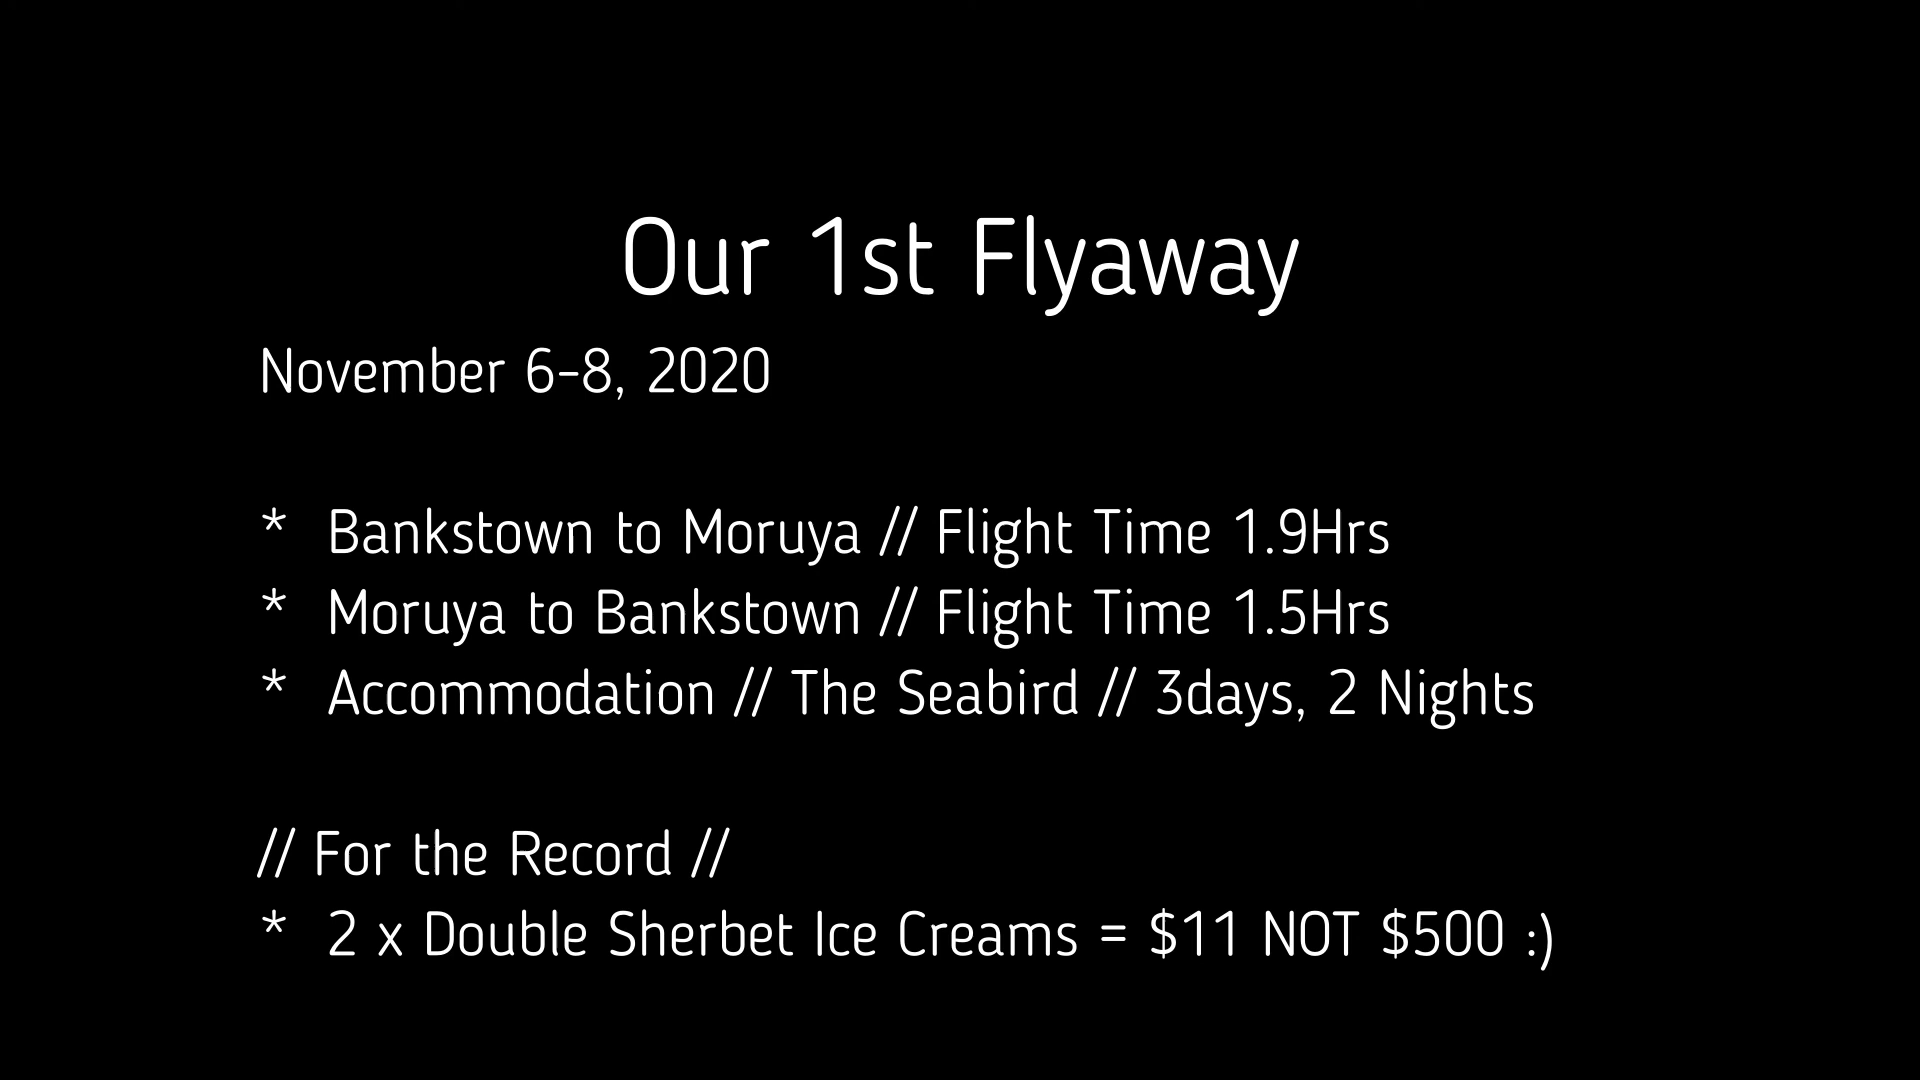 Our 1st Flyaway
November 6-8, 2020
* Bankstown to Moruya // Flight Time 1.9Hrs
* Moruya to Bankstown // Flight Time 1.5Hrs
* Accommodation // The Seabird // 3days, 2 Nights
// For the Record //
* 2 x Double Sherbet Ice Creams = $11 NOT $500 :)